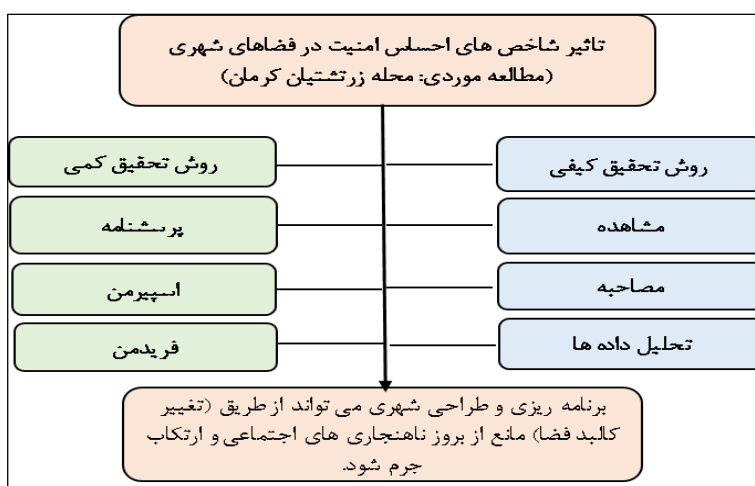 تاثیر شاخص های احساس امنیت در فضاهای شهری
(مطالعه موردی: محله زرتشتیان کرمان)
روش تحقیق کیفی
روش تحقیق کمی
مشاهده
پرسشنامه
مصاحبه
اسپیرمن
تحلیل داده ها
فریدمن
برنامه ریزی و طراحی شهری می تواند از طریق (تغییر
کالبد فضا) مانع از بروز ناهنجاری های اجتماعی و ارتکاب
جرم شود.